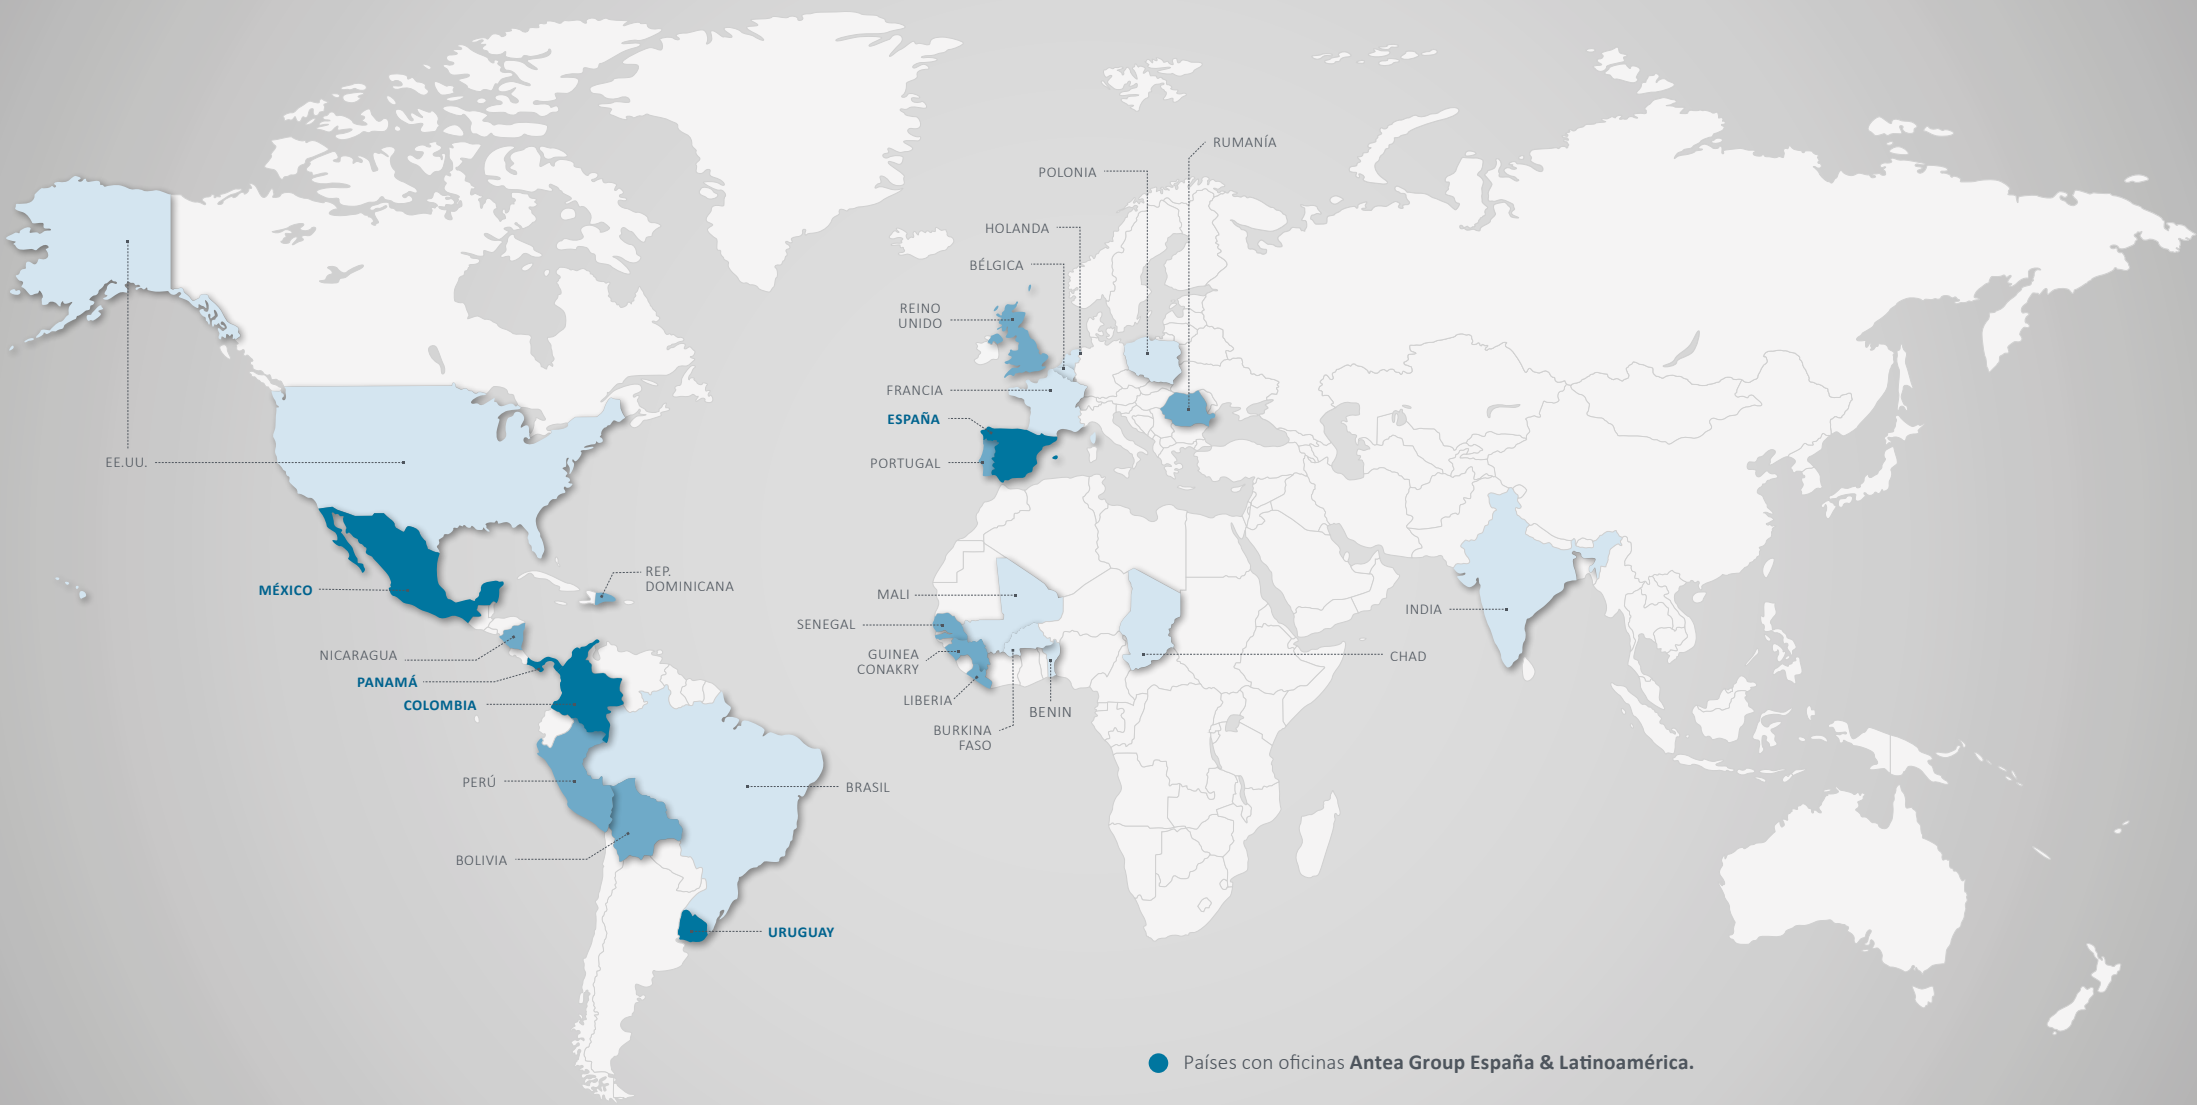 RUMANÍA
POLONIA
HOLANDA
BÉLGICA
REINO
UNIDO
FRANCIA
ESPAÑA
PORTUGAL
EE.UU.
MÉXICO
REP.
DOMINICANA
NICARAGUA
PANAMÁ
COLOMBIA
PERÚ
BOLIVIA
BRASIL
URUGUAY
MALI
SENEGAL
GUINEA
CONAKRY
LIBERIA
BURKINA
FASO
BENIN
CHAD
INDIA
Países con oficinas Antea Group España & Latinoamérica.